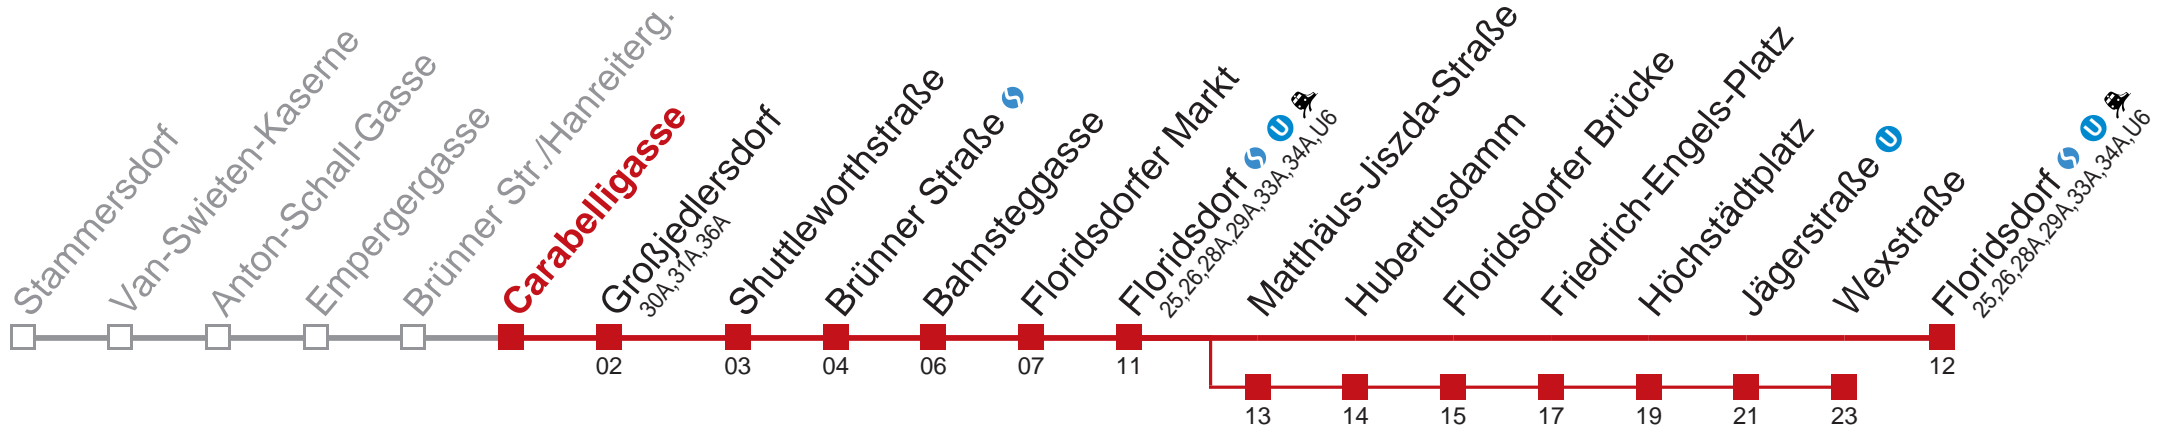 Stammersdorf
Van-Swieten-Kaserne
Anton-Schall-Gasse
Empergergasse
Brünner Str./Hanreiterg.
Carabelligasse
Großjedlersdorf
30A,31A,36A
Shuttleworthstraße
Brünner Straße
Bahnsteggasse
Floridsdorfer Markt
Floridsdorf U
25,26,28A,29A,33A,34A,U6
Matthäus-Jiszda-Straße
Hubertusdamm
Floridsdorfer Brücke
Friedrich-Engels-Platz
Höchstädtplatz
Jägerstraße U
Wexstraße
Floridsdorf U
25,26,28A,29A,33A,34A,U6
02 03 04 06 07 11 12
13 14 15 17 19 21 23